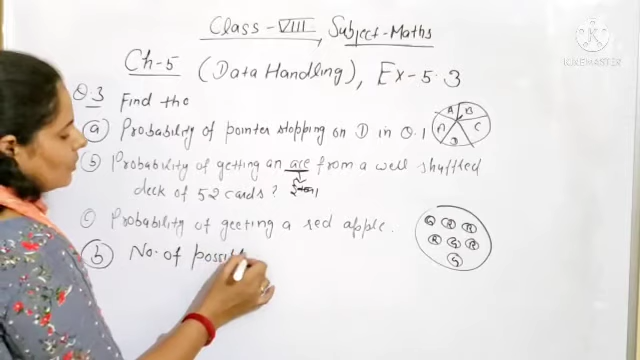 Class - VIII, Subject - Maths
Ch-5 (Data Handling), Ex - 5.3
Q.3 Find the
(a) Probability of pointer stopping on D in Q.1
A B
A C
D
(b) Probability of getting an ace from a well shuffled
deck of 52 cards?
(c) Probability of geeting a red apple.
(b) No. of possib
K
KINEMASTER